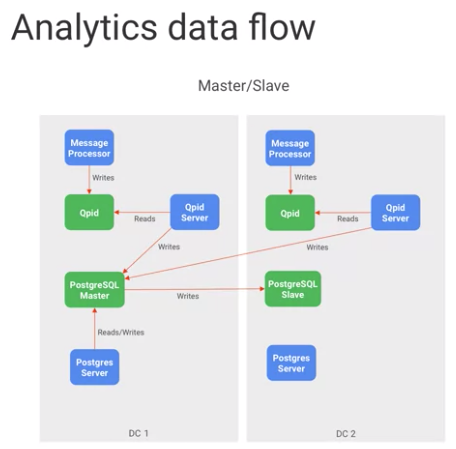 Analytics data flow
Master/Slave
Message
Processor
Message
Processor
Writes
Writes
Qpid
Reads
Qpid
Server
Qpid
Reads
Qpid
Server
Writes
Writes
PostgreSQL
Master
Writes
PostgreSQL
Slave
Reads/Writes
Postgres
Server
Postgres
Server
DC 1
DC 2